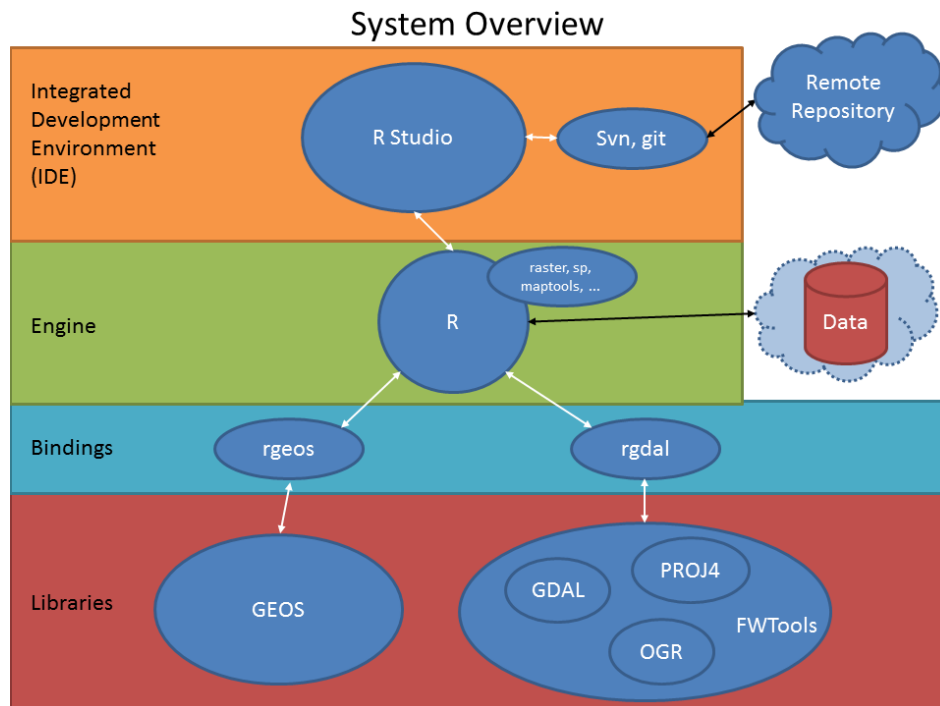 System Overview
Integrated
Development
Environment
(IDE)
R Studio
Svn, git
Remote
Repository
Engine
R
raster, sp,
maptools, ...
Data
Bindings
rgeos
rgdal
Libraries
GEOS
GDAL
PROJ4
OGR
FWTools